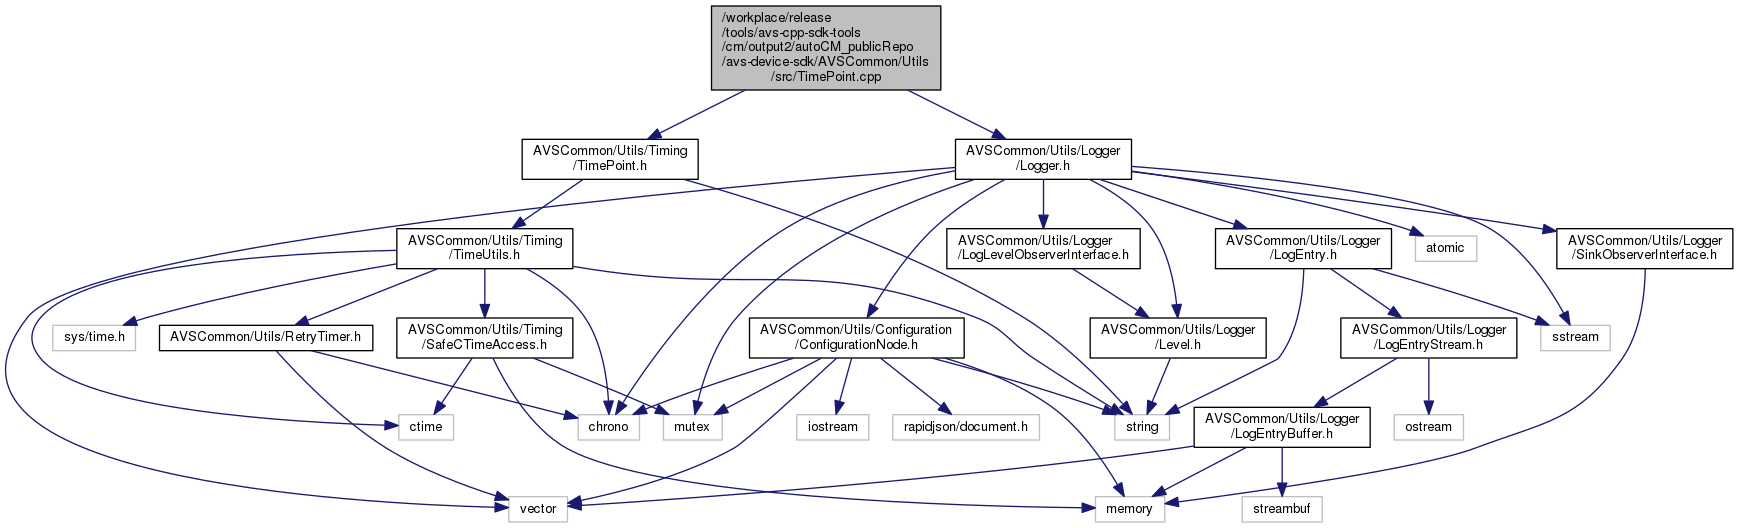 /workplace/release
/tools/avs-cpp-sdk-tools
/cm/output2/autoCM_publicRepo
/avs-device-sdk/AVSCommon/Utils
/src/TimePoint.cpp
AVSCommon/Utils/Timing
/TimePoint.h
AVSCommon/Utils/Logger
/Logger.h
AVSCommon/Utils/Timing
/TimeUtils.h
AVSCommon/Utils/Logger
/LogLevelObserverInterface.h
AVSCommon/Utils/Logger
/LogEntry.h
atomic
AVSCommon/Utils/Logger
/SinkObserverInterface.h
sys/time.h
AVSCommon/Utils/RetryTimer.h
AVSCommon/Utils/Timing
/SafeCTimeAccess.h
AVSCommon/Utils/Configuration
/ConfigurationNode.h
AVSCommon/Utils/Logger
/Level.h
AVSCommon/Utils/Logger
/LogEntryStream.h
sstream
ctime
chrono
mutex
iostream
rapidjson/document.h
string
AVSCommon/Utils/Logger
/LogEntryBuffer.h
ostream
vector
memory
streambuf